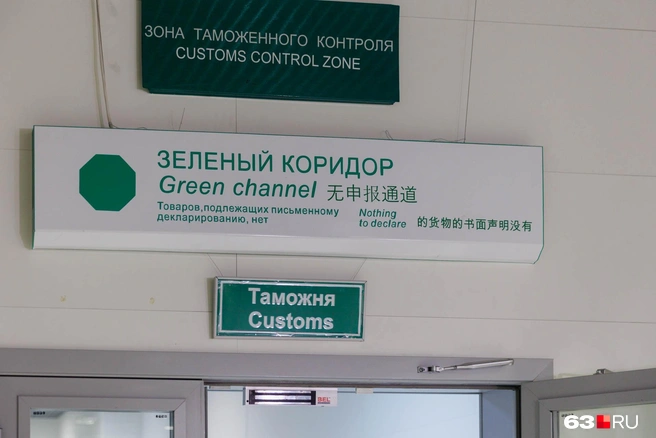 ЗОНА ТАМОЖЕННОГО КОНТРОЛЯ
CUSTOMS CONTROL ZONE
ЗЕЛЕНЫЙ КОРИДОР
Green channel 无申报通道
Товаров,подлежащих письменному
декларированию, нет
Nothing
to declare
的货物的书面声明没有
Таможня
Customs
63.RU